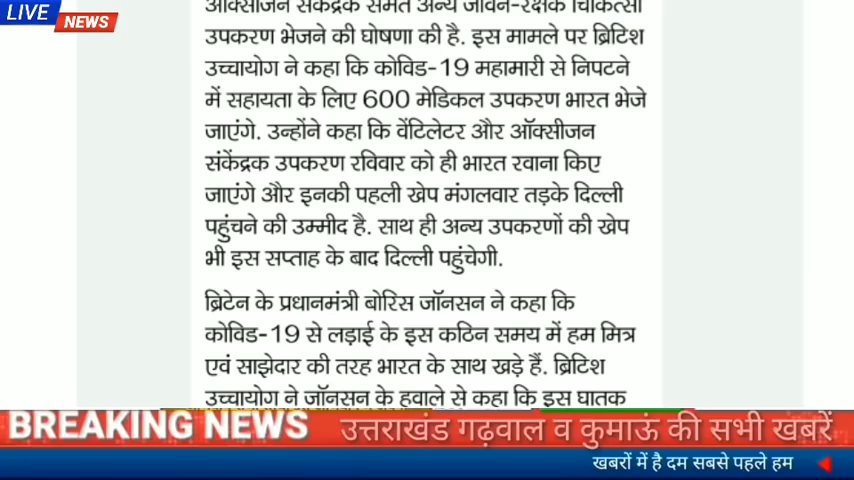 LIVE
NEWS
ऑक्सीजन संकेंद्रक समेत अन्य जीवन-रक्षक चिकित्सा
उपकरण भेजने की घोषणा की है. इस मामले पर ब्रिटिश
उच्चायोग ने कहा कि कोविड-19 महामारी से निपटने
में सहायता के लिए 600 मेडिकल उपकरण भारत भेजे
जाएंगे. उन्होंने कहा कि वेंटिलेटर और ऑक्सीजन
संकेंद्रक उपकरण रविवार को ही भारत रवाना किए
जाएंगे और इनकी पहली खेप मंगलवार तड़के दिल्ली
पहुंचने की उम्मीद है. साथ ही अन्य उपकरणों की खेप
भी इस सप्ताह के बाद दिल्ली पहुंचेगी.
ब्रिटेन के प्रधानमंत्री बोरिस जॉनसन ने कहा कि
कोविड-19 से लड़ाई के इस कठिन समय में हम मित्र
एवं साझेदार की तरह भारत के साथ खड़े हैं. ब्रिटिश
उच्चायोग ने जॉनसन के हवाले से कहा कि इस घातक
BREAKING NEWS
उत्तराखंड गढ़वाल व कुमाऊं की सभी खबरें
खबरों में है दम सबसे पहले हम